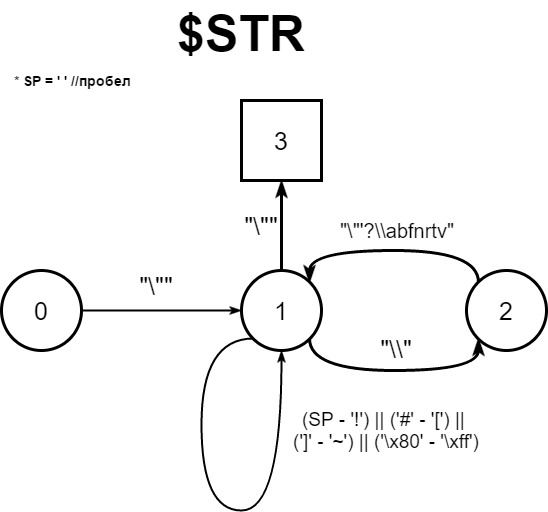 $STR
* SP = ' ' //пробел
3
"\""
"\"'?\\abfnrtv"
"\""
0
1
2
"\\"
(SP - '!') || ('#' - '[') ||
(']' - '~') || ('\x80' - '\xff')